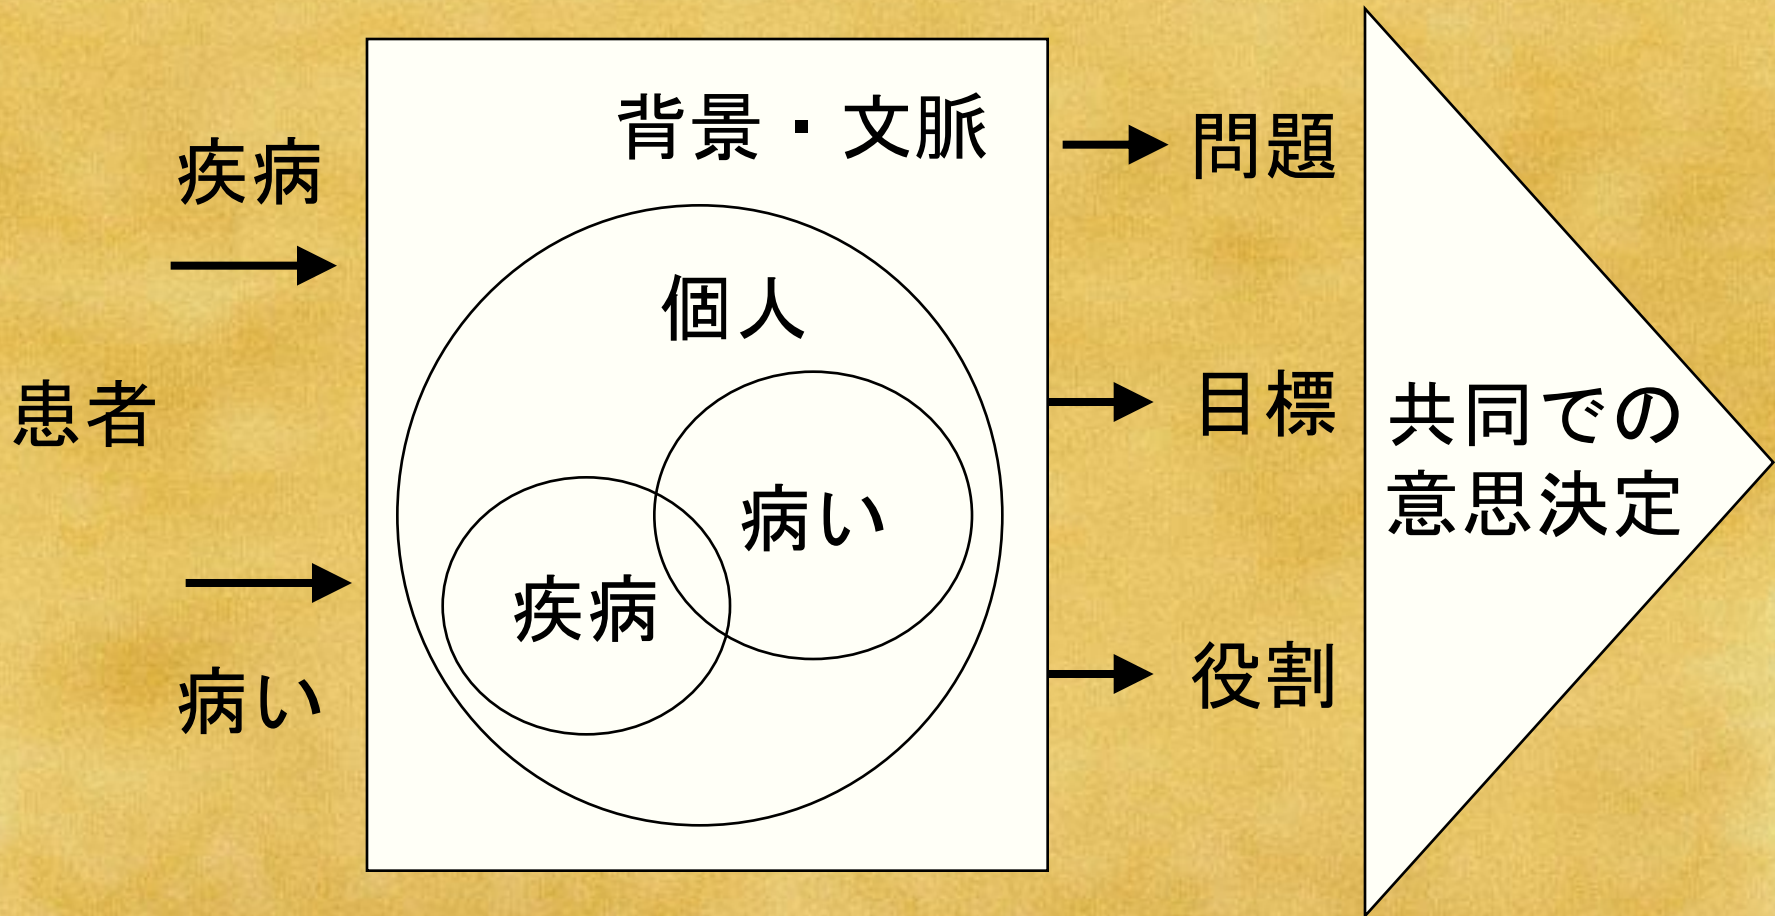 患者
疾病
病い
背景・文脈
個人
病い
疾病
問題
目標
役割
共同での
意思決定